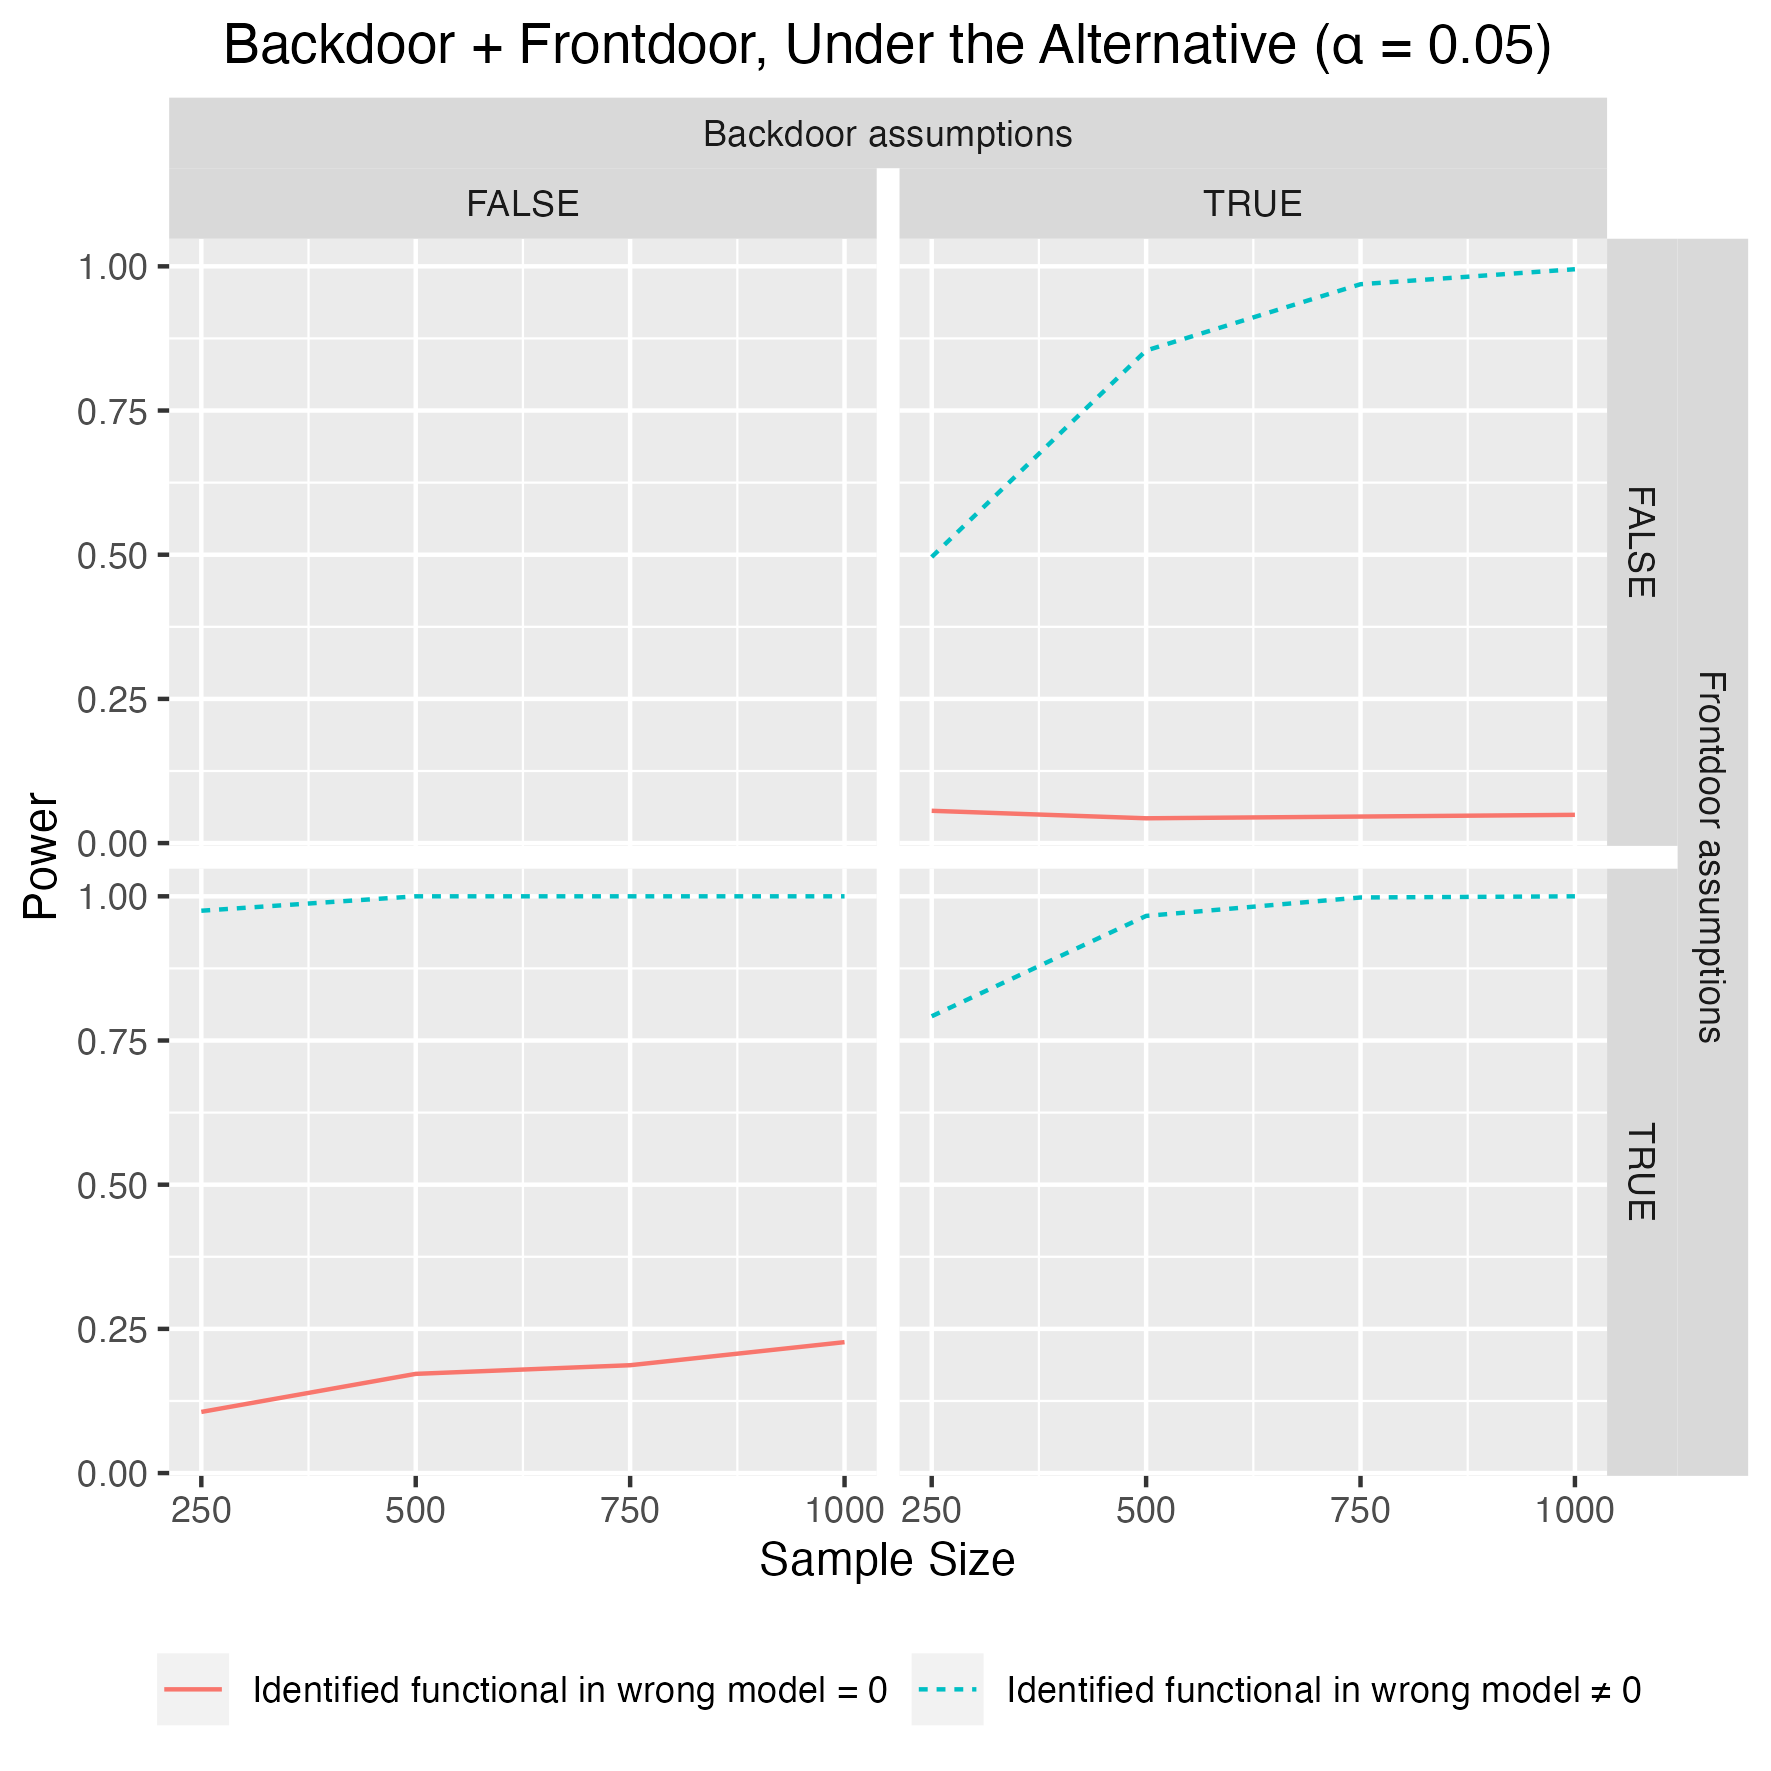 Backdoor + Frontdoor, Under the Alternative (α = 0.05)
Backdoor assumptions
FALSE
TRUE
1.00
0.75
0.50
0.25
0.00
FALSE
Frontdoor assumptions
Power
1.00
0.75
0.50
0.25
0.00
TRUE
250 500 750 1000 250 500 750 1000
Sample Size
Identified functional in wrong model = 0
Identified functional in wrong model ≠ 0